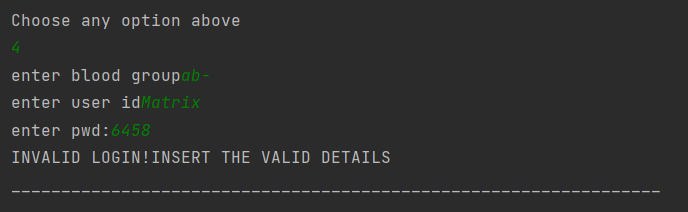 Choose any option above
4
enter blood groupab-
enter user idMatrix
enter pwd:6458
INVALID LOGIN!INSERT THE VALID DETAILS
_________________________________________________________________